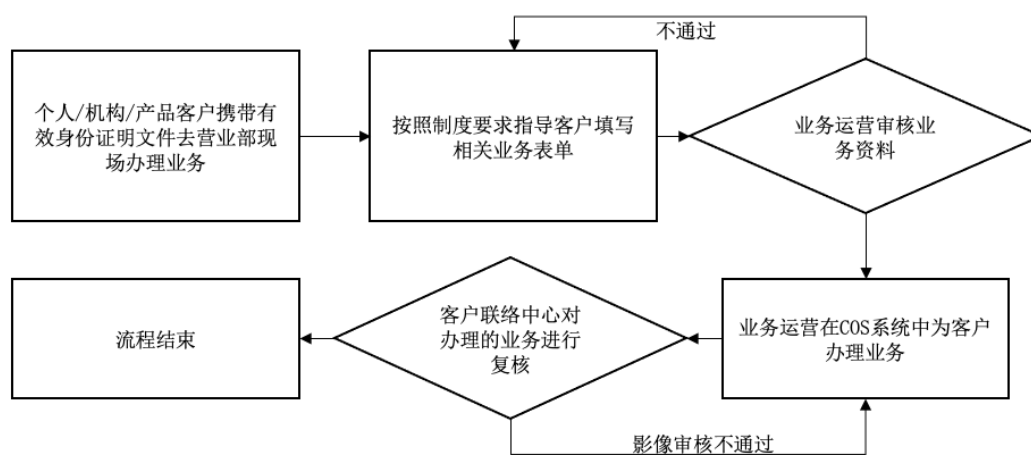 不通过
个人/机构/产品客户携带有
效身份证明文件去营业部现
场办理业务
按照制度要求指导客户填写
相关业务表单
业务运营审核业
务资料
业务运营在COS系统中为客户
办理业务
客户联络中心对
办理的业务进行
复核
流程结束
影像审核不通过